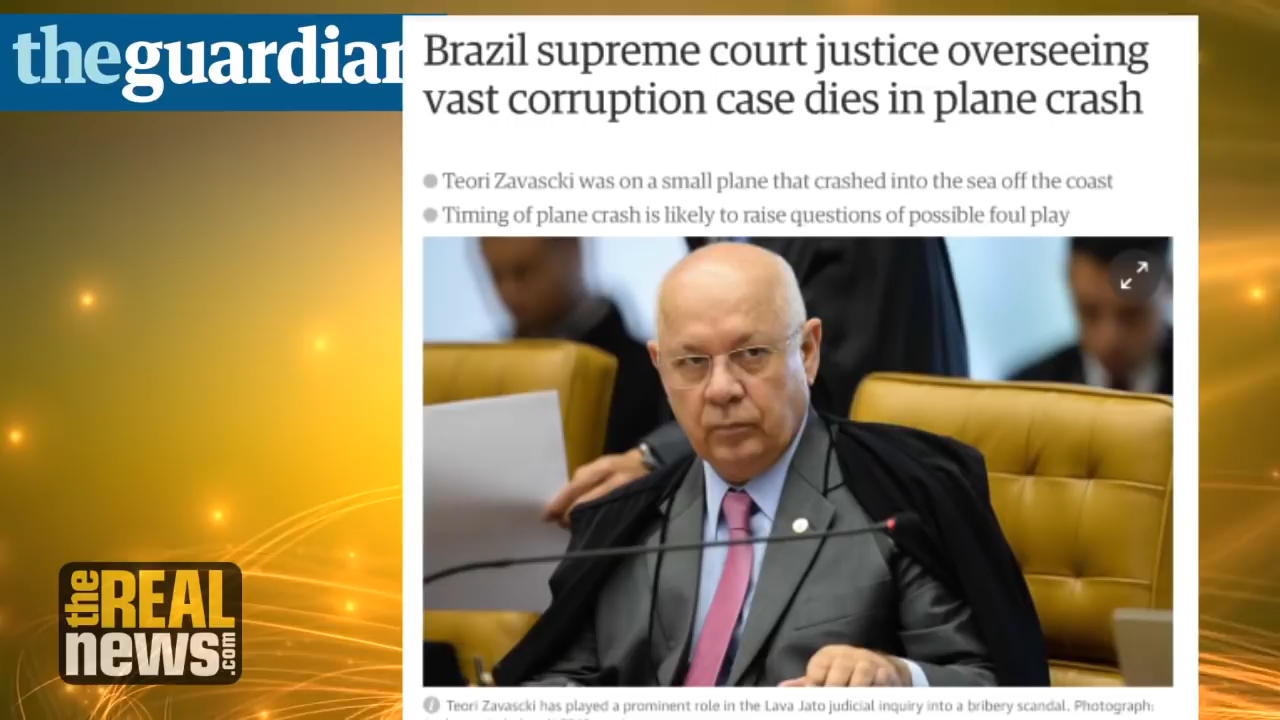 theguardian
Brazil supreme court justice overseeing
vast corruption case dies in plane crash
Teori Zavascki was on a small plane that crashed into the sea off the coast
Timing of plane crash is likely to raise questions of possible foul play
the REAL
news.com
Teori Zavascki has played a prominent role in the Lava Jato judicial inquiry into a bribery scandal. Photograph: